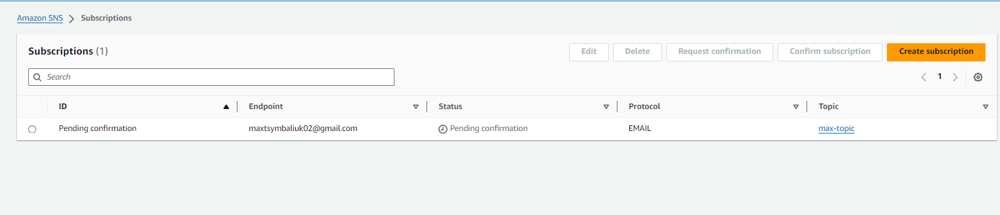 Amazon SNS > Subscriptions
Subscriptions (1)
Edit
Delete
Request confirmation
Confirm subscription
Create subscription
Search
1
ID Endpoint Status Protocol Topic
Pending confirmation maxtsymbaliuk02@gmail.com Pending confirmation EMAIL max-topic